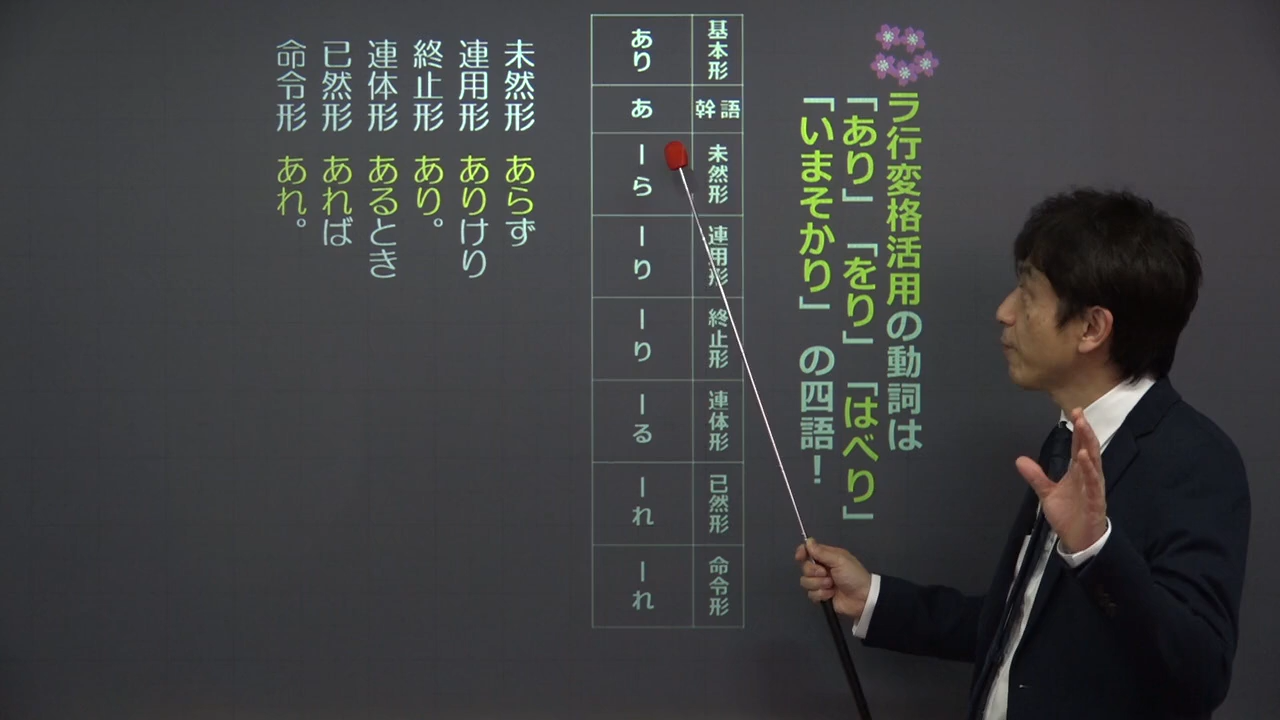 ラ行変格活用の動詞は
「あり」「をり」「はべり」
「いまそかり」の四語！
基本形
語幹
未然形
連用形
終止形
連体形
已然形
命令形
あり
あ
ーら
ーり
ーり
ーる
ーれ
ーれ
未然形 あらず
連用形 ありけり
終止形 あり。
連体形 あるとき
已然形 あれば
命令形 あれ。